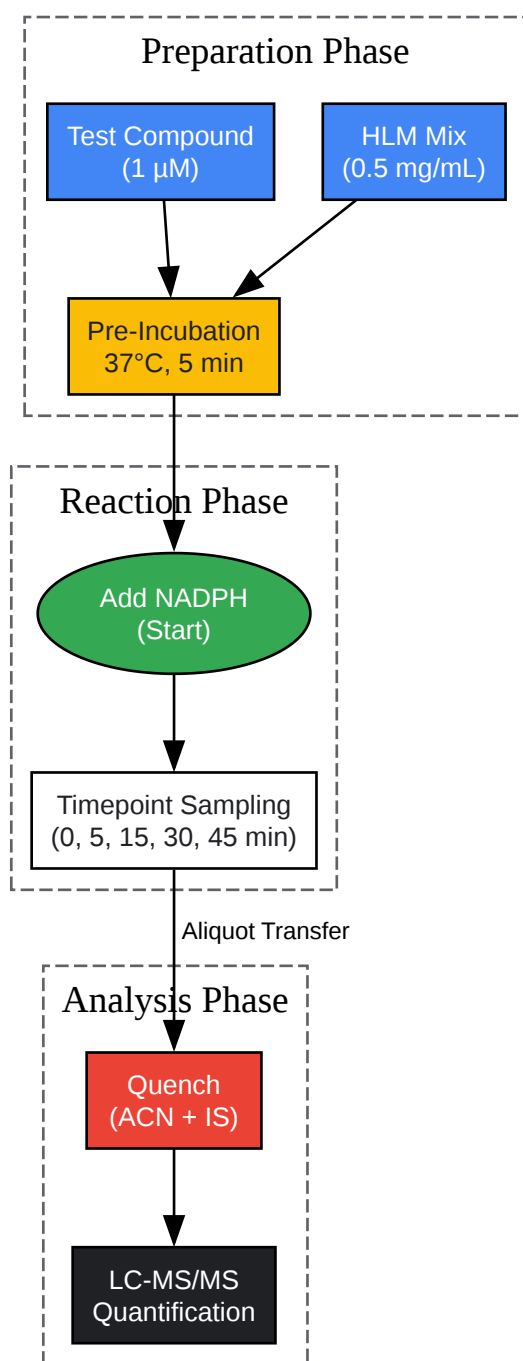 Preparation Phase
Test Compound
(1 µM)
HLM Mix
(0.5 mg/mL)
Pre-Incubation
37°C, 5 min
Reaction Phase
Add NADPH
(Start)
Timepoint Sampling
(0, 5, 15, 30, 45 min)
Aliquot Transfer
Analysis Phase
Quench
(ACN + IS)
LC-MS/MS
Quantification